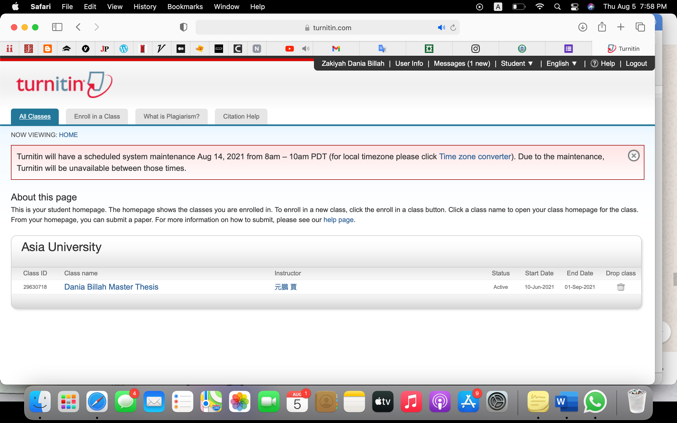 Safari File Edit View History Bookmarks Window Help
A
Thu Aug 5 7:58 PM
turnitin.com
JP
N
Turnitin
Zakiyah Dania Billah | User Info | Messages (1 new) | Student ▼ | English ▼ | ? Help | Logout
turnitin
All Classes
Enroll in a Class
What is Plagiarism?
Citation Help
NOW VIEWING: HOME
Turnitin will have a scheduled system maintenance Aug 14, 2021 from 8am – 10am PDT (for local timezone please click Time zone converter). Due to the maintenance,
Turnitin will be unavailable between those times.
About this page
This is your student homepage. The homepage shows the classes you are enrolled in. To enroll in a new class, click the enroll in a class button. Click a class name to open your class homepage for the class.
From your homepage, you can submit a paper. For more information on how to submit, please see our help page.
Asia University
Class ID Class name Instructor Status Start Date End Date Drop class
29630718 Dania Billah Master Thesis 元鵬 賈 Active 10-Jun-2021 01-Sep-2021
4
AUG 1
5
tv
9
W